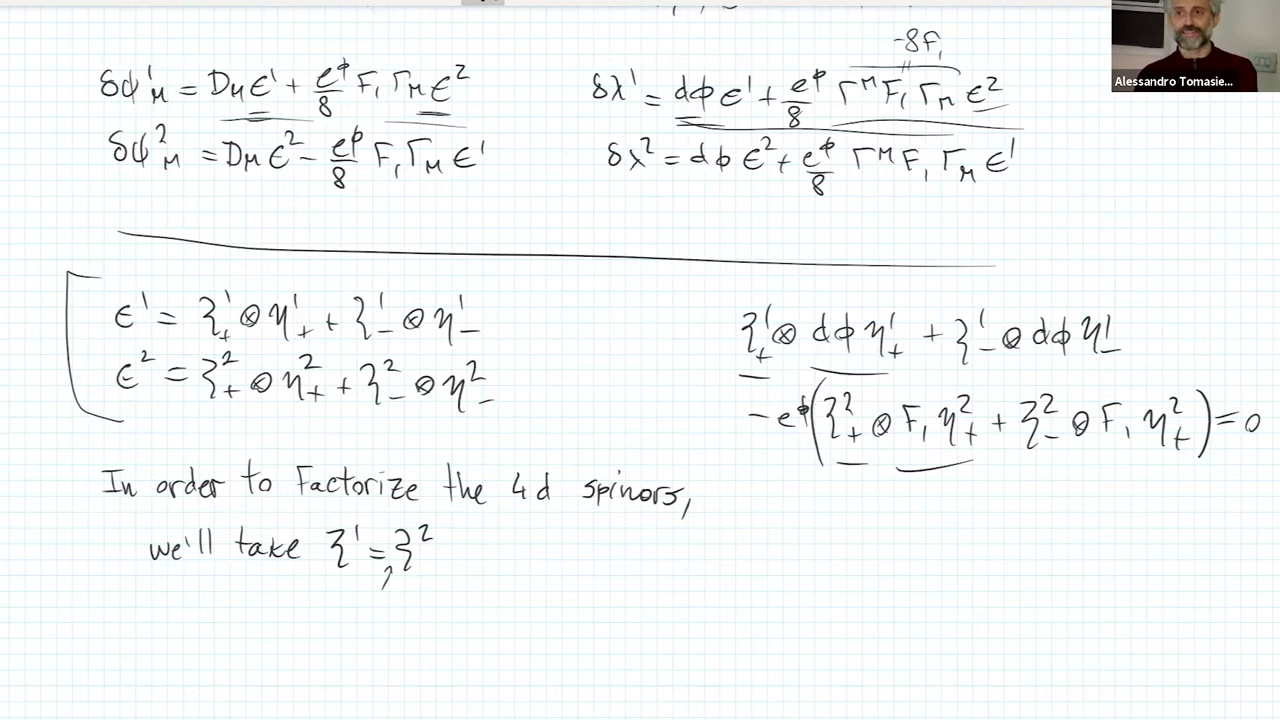 -8F₁
δψ¹_M = D_M ε¹ + e^φ/8 F₁ Γ_M ε²
δλ¹ = dφ ε¹ + e^φ/8 Γ^M F₁ Γ_M ε²
δψ²_M = D_M ε² - e^φ/8 F₁ Γ_M ε¹
δλ² = dφ ε² + e^φ/8 Γ^M F₁ Γ_M ε¹
ε¹ = ζ¹₊ ⊗ η¹₊ + ζ¹₋ ⊗ η¹₋
ε² = ζ²₊ ⊗ η²₊ + ζ²₋ ⊗ η²₋
ζ¹₊ ⊗ dφ η¹₊ + ζ¹₋ ⊗ dφ η¹₋
- e^φ (ζ²₊ ⊗ F₁ η²₊ + ζ²₋ ⊗ F₁ η²₊) = 0
In order to factorize the 4d spinors,
we'll take ζ¹ = ζ²,
Alessandro Tomasie...